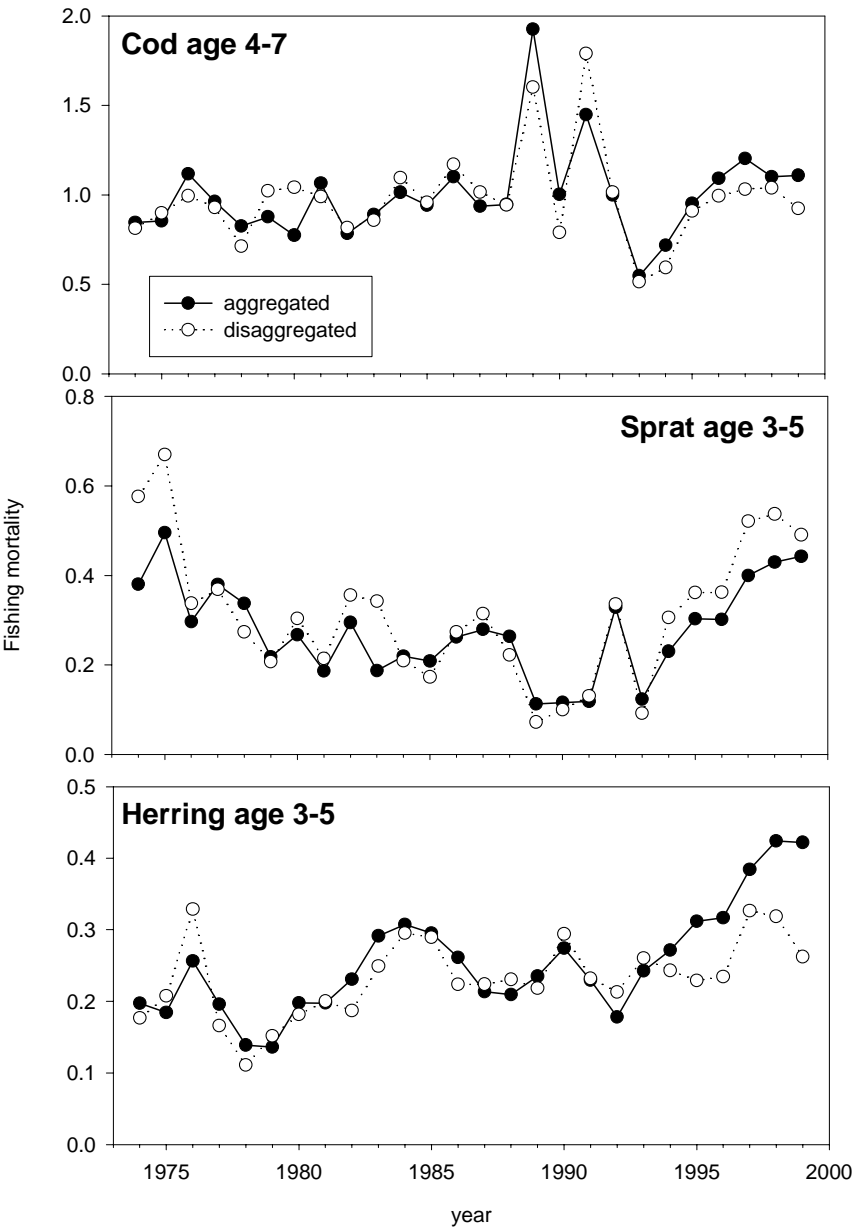 2.0
Cod age 4-7
1.5
1.0
0.5
aggregated
disaggregated
0.0
0.8
Sprat age 3-5
0.6
Fishing mortality
0.4
0.2
0.0
0.5
Herring age 3-5
0.4
0.3
0.2
0.1
0.0
1975 1980 1985 1990 1995 2000
year